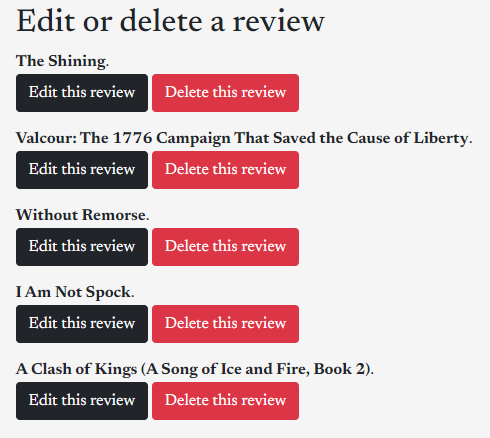 Edit or delete a review
The Shining.
Edit this review Delete this review
Valcour: The 1776 Campaign That Saved the Cause of Liberty.
Edit this review Delete this review
Without Remorse.
Edit this review Delete this review
I Am Not Spock.
Edit this review Delete this review
A Clash of Kings (A Song of Ice and Fire, Book 2).
Edit this review Delete this review